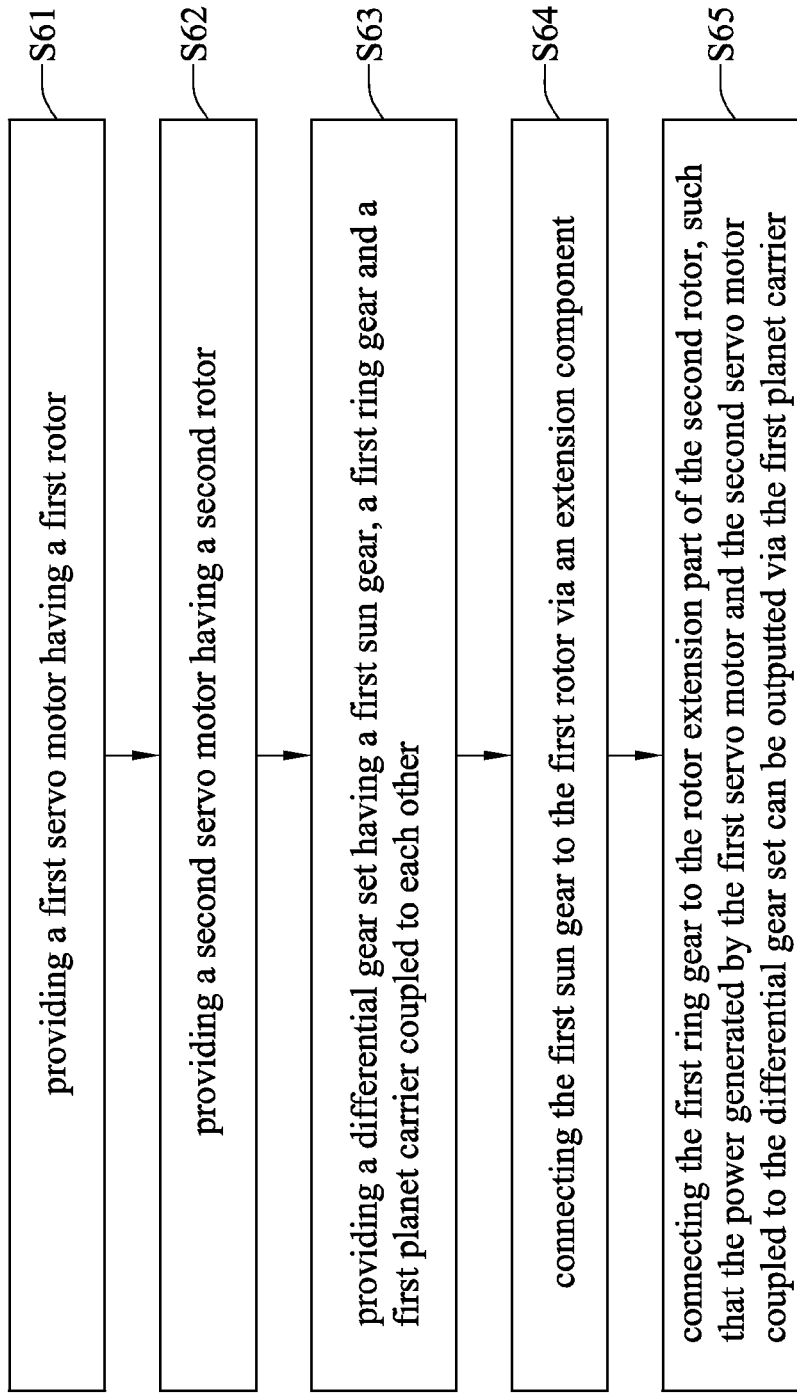 providing a first servo motor having a first rotor
S61
providing a second servo motor having a second rotor
S62
providing a differential gear set having a first sun gear, a first ring gear and a
first planet carrier coupled to each other
S63
connecting the first sun gear to the first rotor via an extension component
S64
connecting the first ring gear to the rotor extension part of the second rotor, such
that the power generated by the first servo motor and the second servo motor
coupled to the differential gear set can be outputted via the first planet carrier
S65